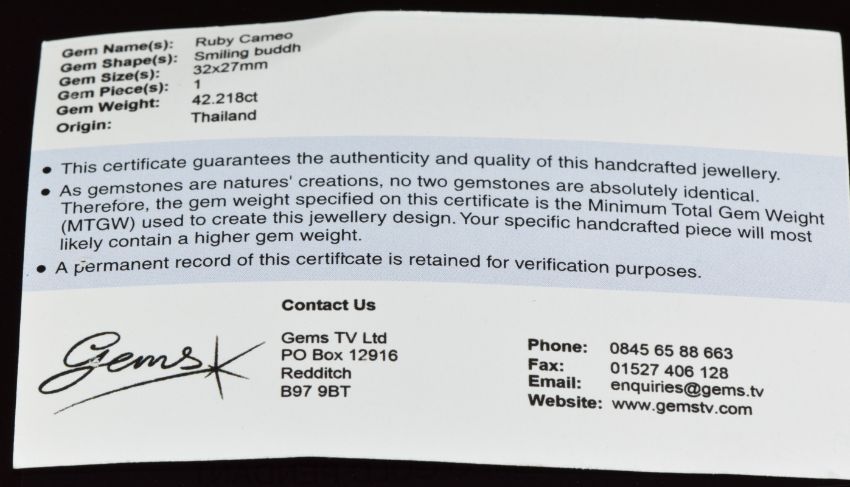 Gem Name(s): Ruby Cameo
Gem Shape(s): Smiling buddh
Gem Size(s): 32x27mm
Gem Piece(s): 1
Gem Weight: 42.218ct
Origin: Thailand
• This certificate guarantees the authenticity and quality of this handcrafted jewellery.
• As gemstones are natures' creations, no two gemstones are absolutely identical.
Therefore, the gem weight specified on this certificate is the Minimum Total Gem Weight
(MTGW) used to create this jewellery design. Your specific handcrafted piece will most
likely contain a higher gem weight.
• A permanent record of this certificate is retained for verification purposes.
Gems
Contact Us
Gems TV Ltd
PO Box 12916
Redditch
B97 9BT
Phone: 0845 65 88 663
Fax: 01527 406 128
Email: enquiries@gems.tv
Website: www.gemstv.com